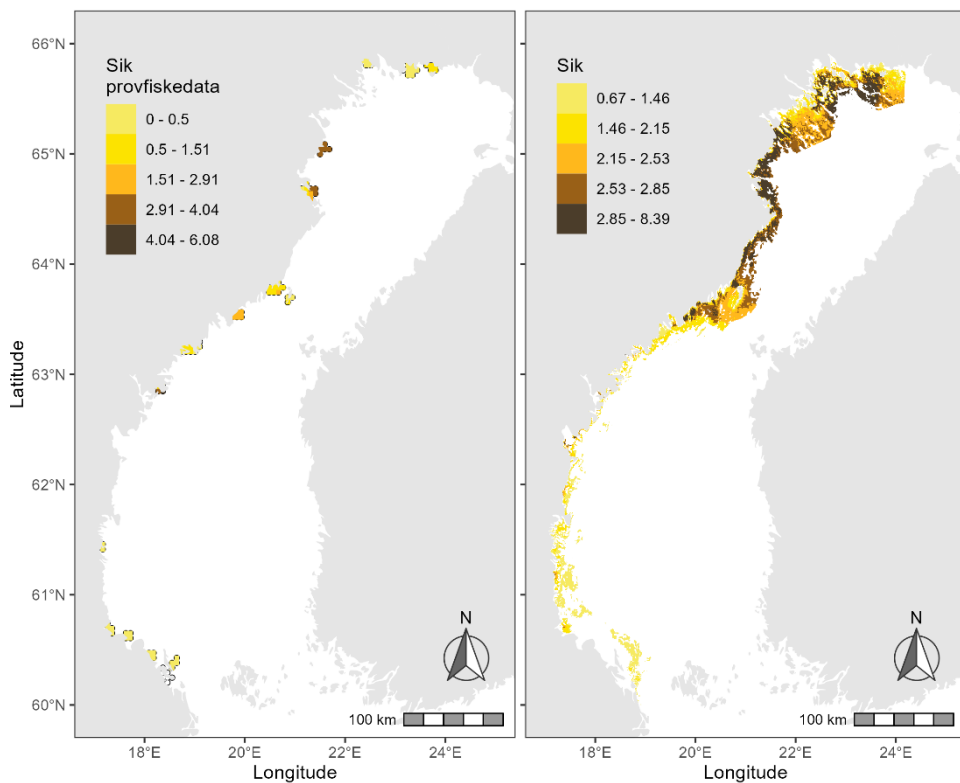 Sik
provfiskedata
0 - 0.5
0.5 - 1.51
1.51 - 2.91
2.91 - 4.04
4.04 - 6.08
Sik
0.67 - 1.46
1.46 - 2.15
2.15 - 2.53
2.53 - 2.85
2.85 - 8.39
66°N
65°N
64°N
63°N
62°N
61°N
60°N
Latitude
N
100 km
N
100 km
18°E
20°E
22°E
24°E
18°E
20°E
22°E
24°E
Longitude
Longitude